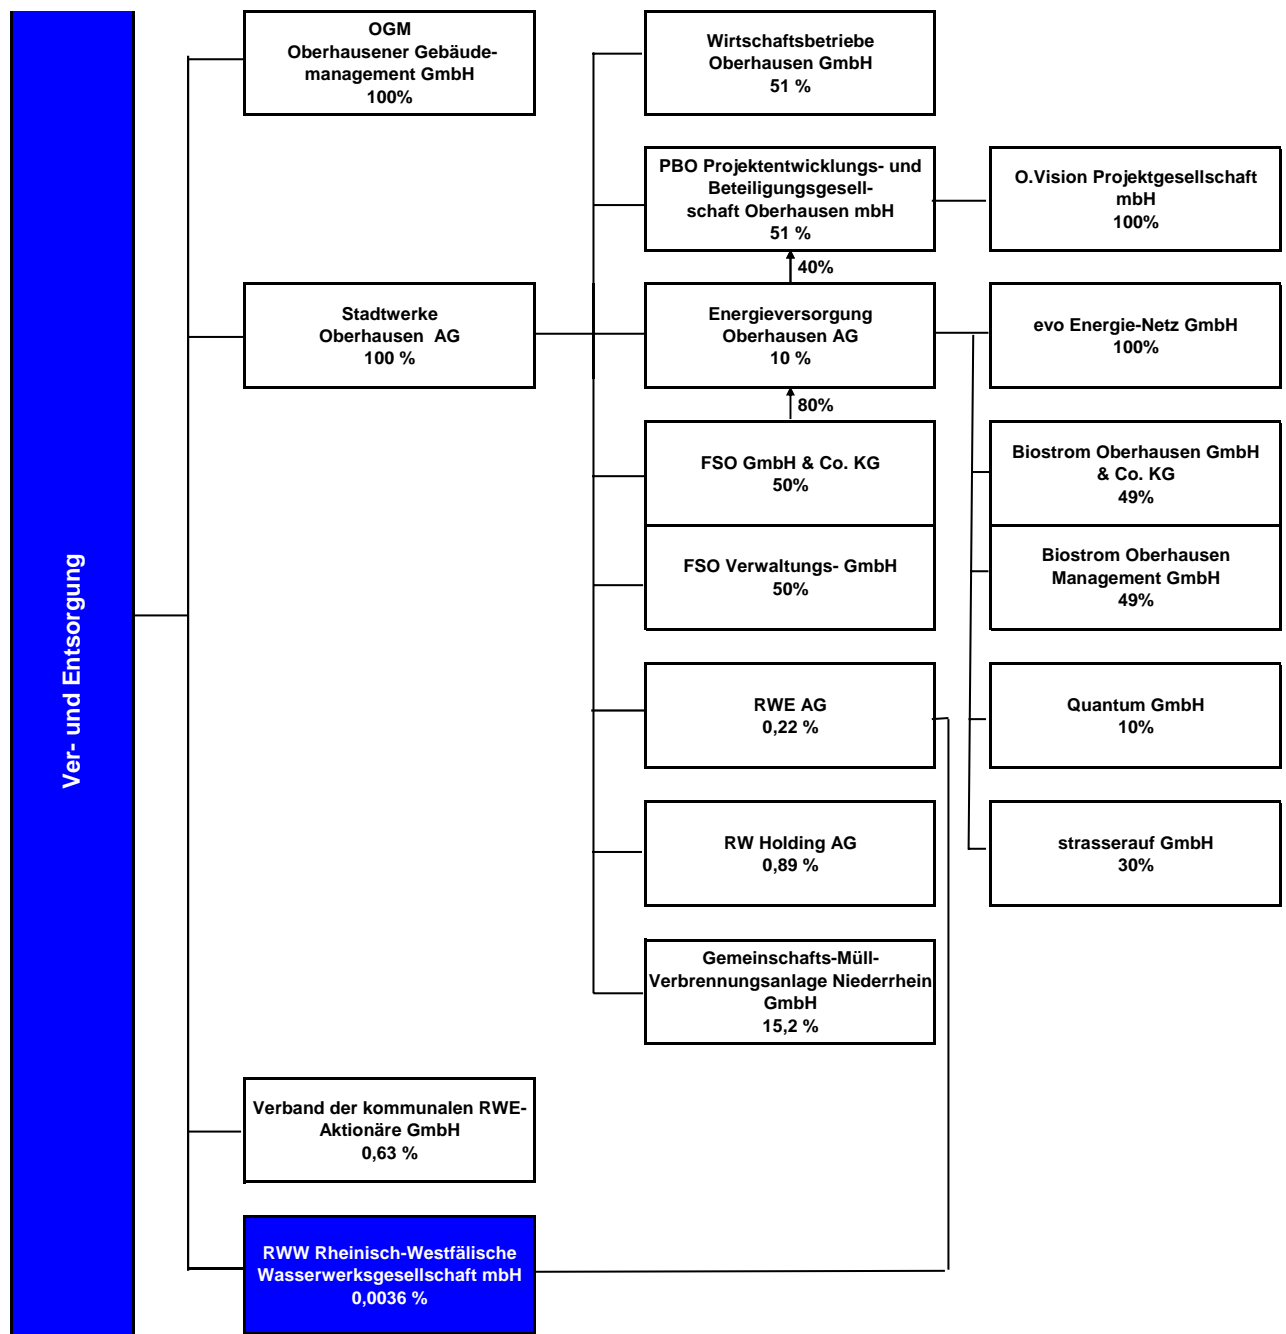 Ver- und Entsorgung
OGM
Oberhausener Gebäude-
management GmbH
100%
Stadtwerke
Oberhausen AG
100 %
Verband der kommunalen RWE-
Aktionäre GmbH
0,63 %
RWW Rheinisch-Westfälische
Wasserwerksgesellschaft mbH
0,0036 %
Wirtschaftsbetriebe
Oberhausen GmbH
51 %
PBO Projektentwicklungs- und
Beteiligungsgesell-
schaft Oberhausen mbH
51 %
40%
Energieversorgung
Oberhausen AG
10 %
80%
FSO GmbH & Co. KG
50%
FSO Verwaltungs- GmbH
50%
RWE AG
0,22 %
RW Holding AG
0,89 %
Gemeinschafts-Müll-
Verbrennungsanlage Niederrhein
GmbH
15,2 %
O.Vision Projektgesellschaft
mbH
100%
evo Energie-Netz GmbH
100%
Biostrom Oberhausen GmbH
& Co. KG
49%
Biostrom Oberhausen
Management GmbH
49%
Quantum GmbH
10%
strasserauf GmbH
30%